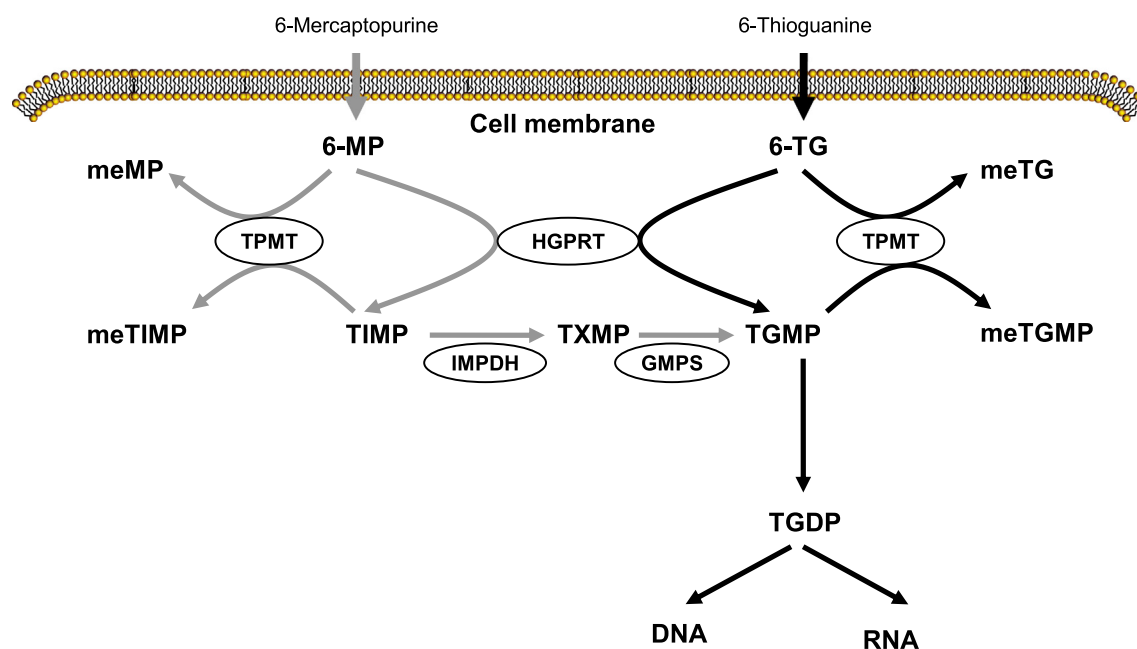 6-Mercaptopurine
6-Thioguanine
Cell membrane
6-MP
6-TG
meMP
meTG
TPMT
HGPRT
TPMT
meTIMP
TIMP
TXMP
TGMP
meTGMP
IMPDH
GMPS
TGDP
DNA
RNA